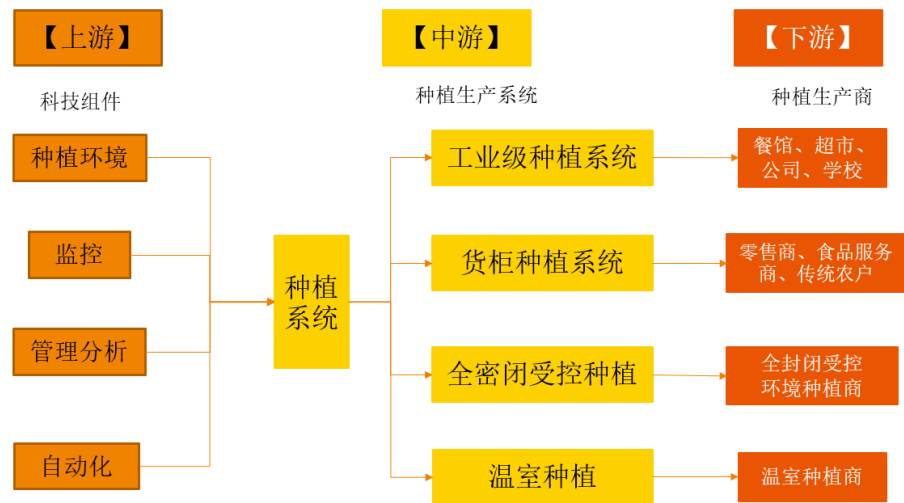 【上游】
【中游】
【下游】
科技组件
种植生产系统
种植生产商
种植环境
监控
管理分析
自动化
种植
系统
工业级种植系统
货柜种植系统
全密闭受控种植
温室种植
餐馆、超市、
公司、学校
零售商、食品服务
商、传统农户
全封闭受控
环境种植商
温室种植商